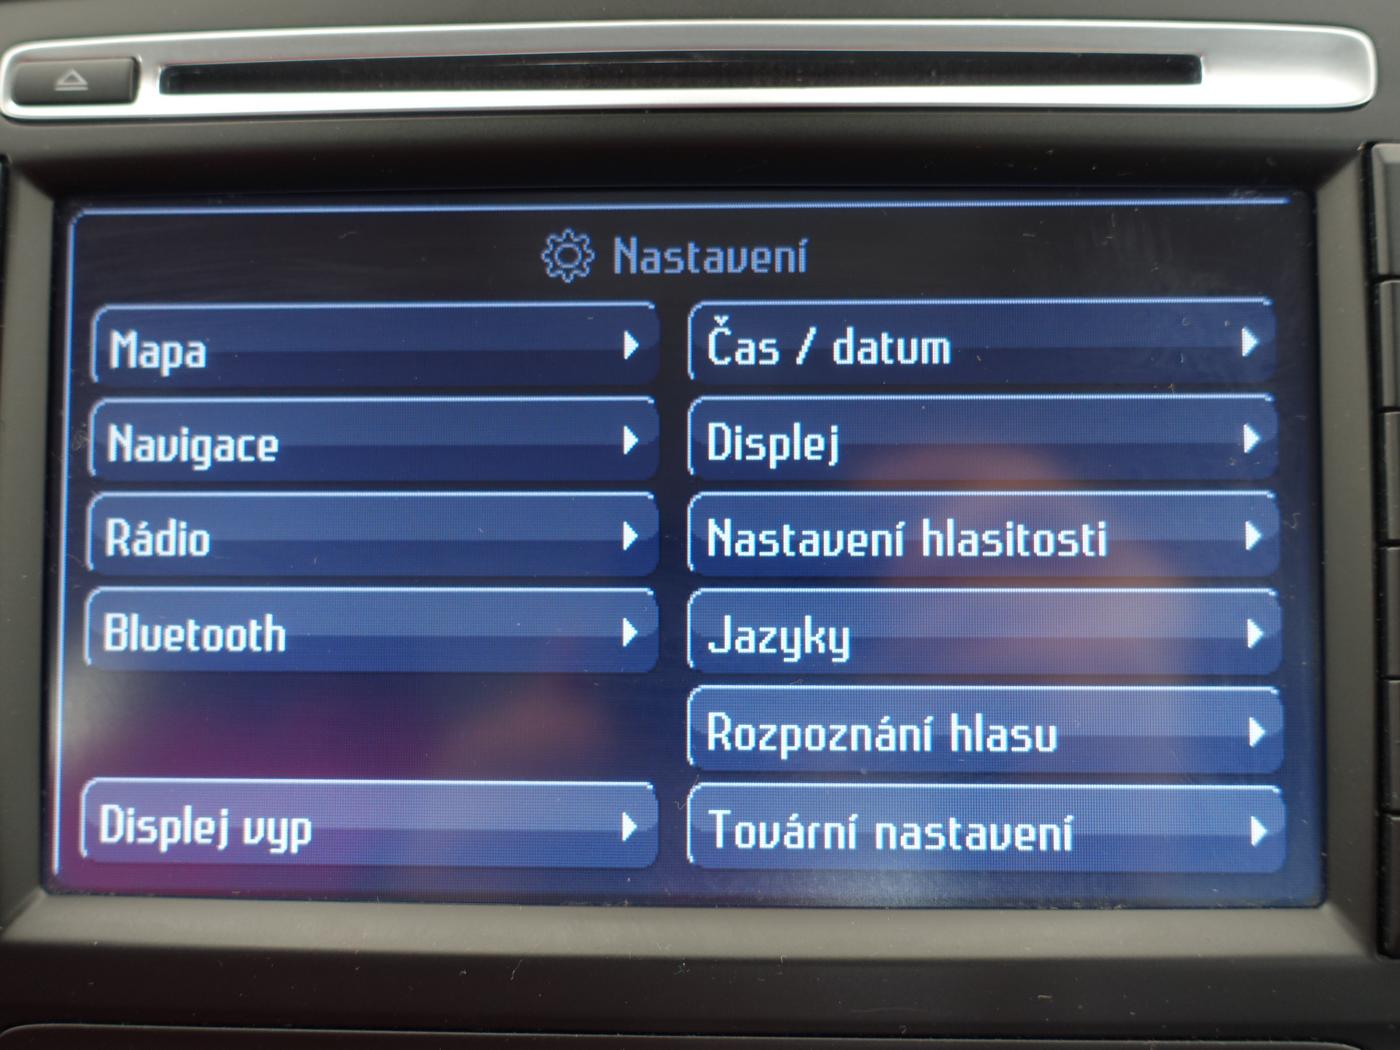 Nastavení
Mapa
Navigace
Rádio
Bluetooth
Displej vyp
Čas / datum
Displej
Nastavení hlasitosti
Jazyky
Rozpoznání hlasu
Tovární nastavení